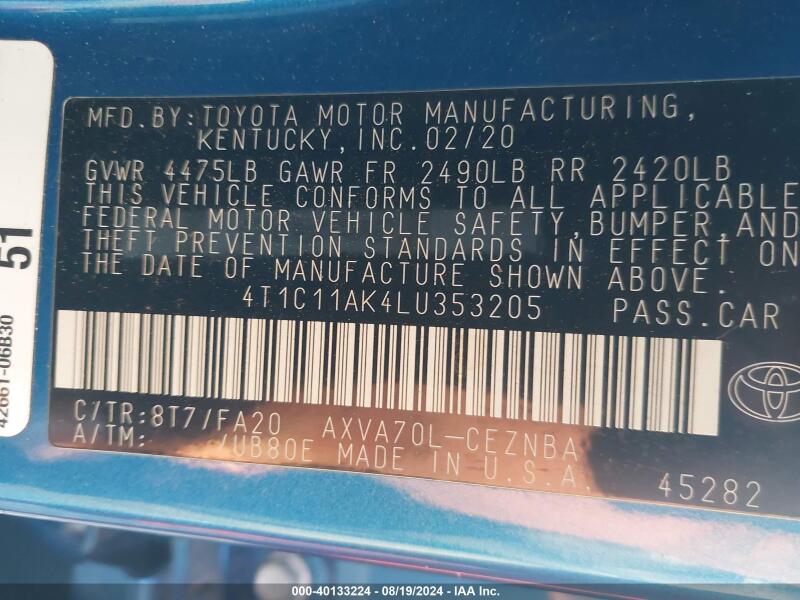 MFD.BY:TOYOTA MOTOR MANUFACTURING,
KENTUCKY,INC.02/20
GVWR 4475LB GAWR FR 2490LB RR 2420LB
THIS VEHICLE CONFORMS TO ALL APPLICABLE
FEDERAL MOTOR VEHICLE SAFETY,BUMPER,AND
THEFT PREVENTION STANDARDS IN EFFECT ON
THE DATE OF MANUFACTURE SHOWN ABOVE.
4T1C11AK4LU353205 PASS.CAR
C/TR:8T7/FA20 AXVA70L-CEZNBA
A/TM: /UB80E MADE IN U.S.A.
45282
51
42661-06B30
000-40133224 - 08/19/2024 - IAA Inc.